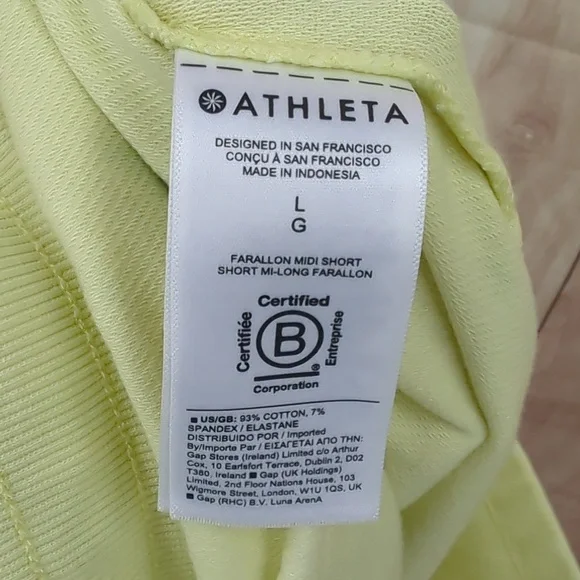 ATHLETA
DESIGNED IN SAN FRANCISCO
CONÇU À SAN FRANCISCO
MADE IN INDONESIA
L
G
FARALLON MIDI SHORT
SHORT MI-LONG FARALLON
Certified
Certifiée
B
Entreprise
®
Corporation
■ US/GB: 93% COTTON, 7%
SPANDEX / ELASTANE
DISTRIBUIDO POR / Imported
By/Importe Par / ΕΙΣΑΓΕΤΑΙ ΑΠΟ ΤΗΝ:
Gap Stores (Ireland) Limited c/o Arthur
Cox, 10 Earlsfort Terrace, Dublin 2, D02
T380, Ireland ■ Gap (UK Holdings)
Limited, 2nd Floor Nations House, 103
Wigmore Street, London, W1U 1QS, UK
■ Gap (RHC) B.V. Luna ArenA